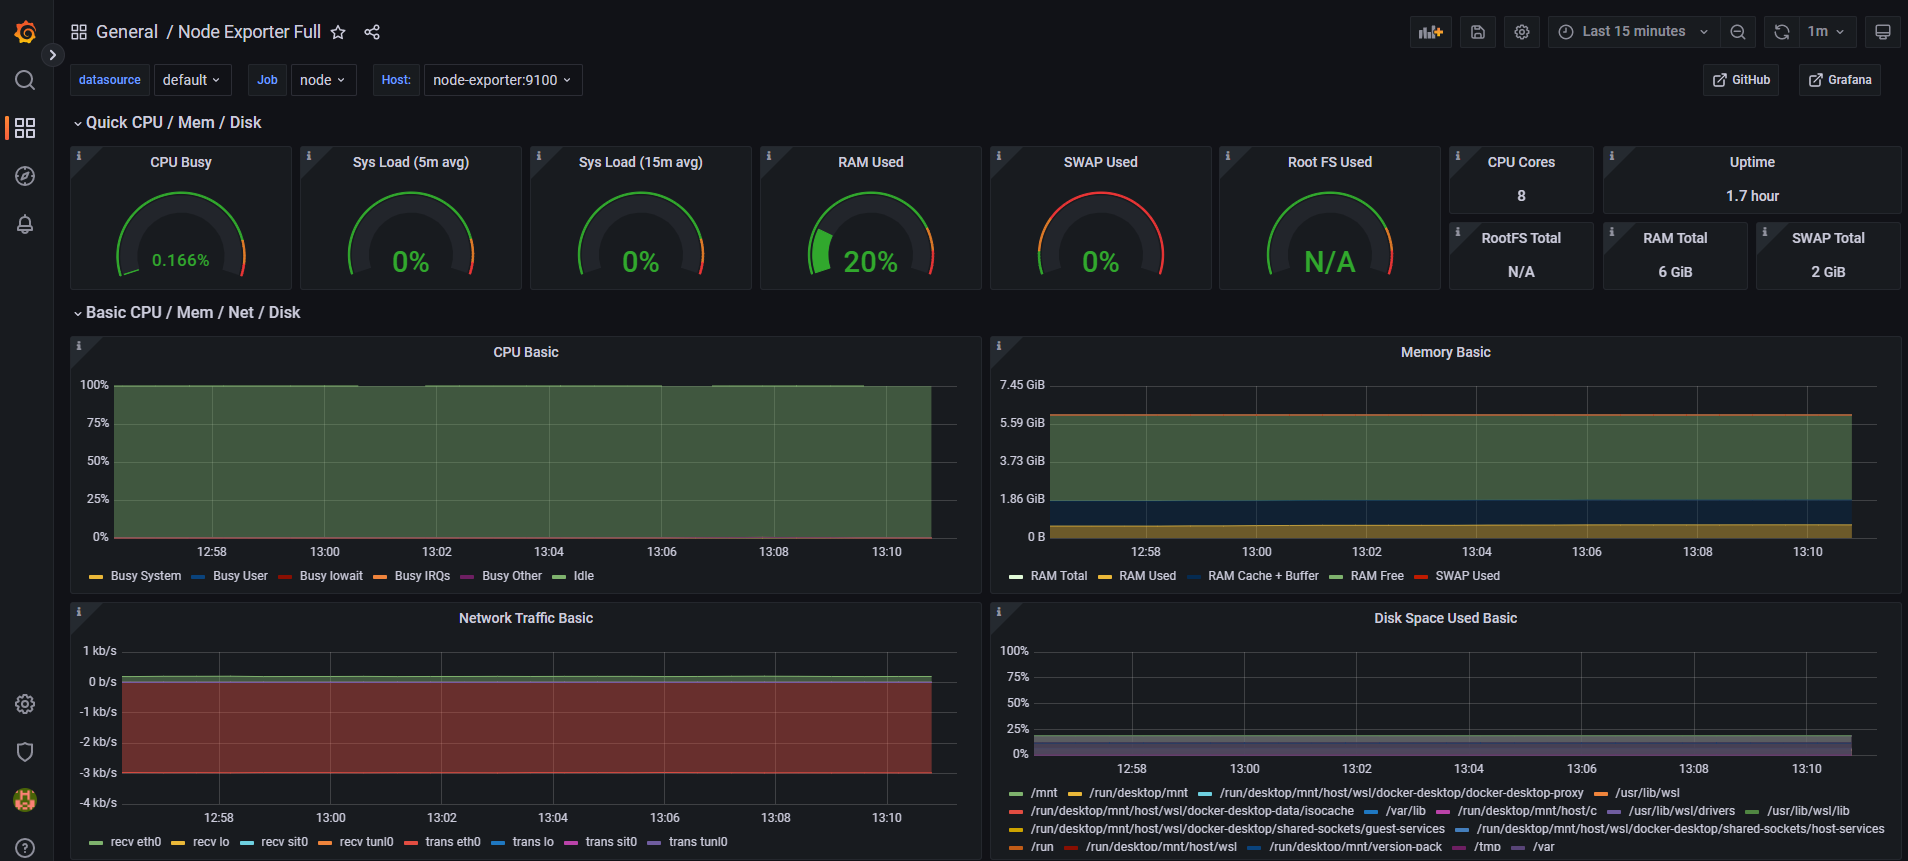 General / Node Exporter Full
Last 15 minutes
1m
datasource default Job node Host: node-exporter:9100
GitHub Grafana
Quick CPU / Mem / Disk
CPU Busy
0.166%
Sys Load (5m avg)
0%
Sys Load (15m avg)
0%
RAM Used
20%
SWAP Used
0%
Root FS Used
N/A
CPU Cores
8
Uptime
1.7 hour
RootFS Total
N/A
RAM Total
6 GiB
SWAP Total
2 GiB
Basic CPU / Mem / Net / Disk
CPU Basic
100%
75%
50%
25%
0%
12:58 13:00 13:02 13:04 13:06 13:08 13:10
Busy System Busy User Busy Iowait Busy IRQs Busy Other Idle
Memory Basic
7.45 GiB
5.59 GiB
3.73 GiB
1.86 GiB
0 B
12:58 13:00 13:02 13:04 13:06 13:08 13:10
RAM Total RAM Used RAM Cache + Buffer RAM Free SWAP Used
Network Traffic Basic
1 kb/s
0 b/s
-1 kb/s
-2 kb/s
-3 kb/s
-4 kb/s
12:58 13:00 13:02 13:04 13:06 13:08 13:10
recv eth0 recv lo recv sit0 recv tunl0 trans eth0 trans lo trans sit0 trans tunl0
Disk Space Used Basic
100%
75%
50%
25%
0%
12:58 13:00 13:02 13:04 13:06 13:08 13:10
/mnt /run/desktop/mnt /run/desktop/mnt/host/wsl/docker-desktop/docker-desktop-proxy /usr/lib/wsl
/run/desktop/mnt/host/wsl/docker-desktop-data/isocache /var/lib /run/desktop/mnt/host/c /usr/lib/wsl/drivers /usr/lib/wsl/lib
/run/desktop/mnt/host/wsl/docker-desktop/shared-sockets/guest-services /run/desktop/mnt/host/wsl/docker-desktop/shared-sockets/host-services
/run /run/desktop/mnt/host/wsl /run/desktop/mnt/version-pack /tmp /var